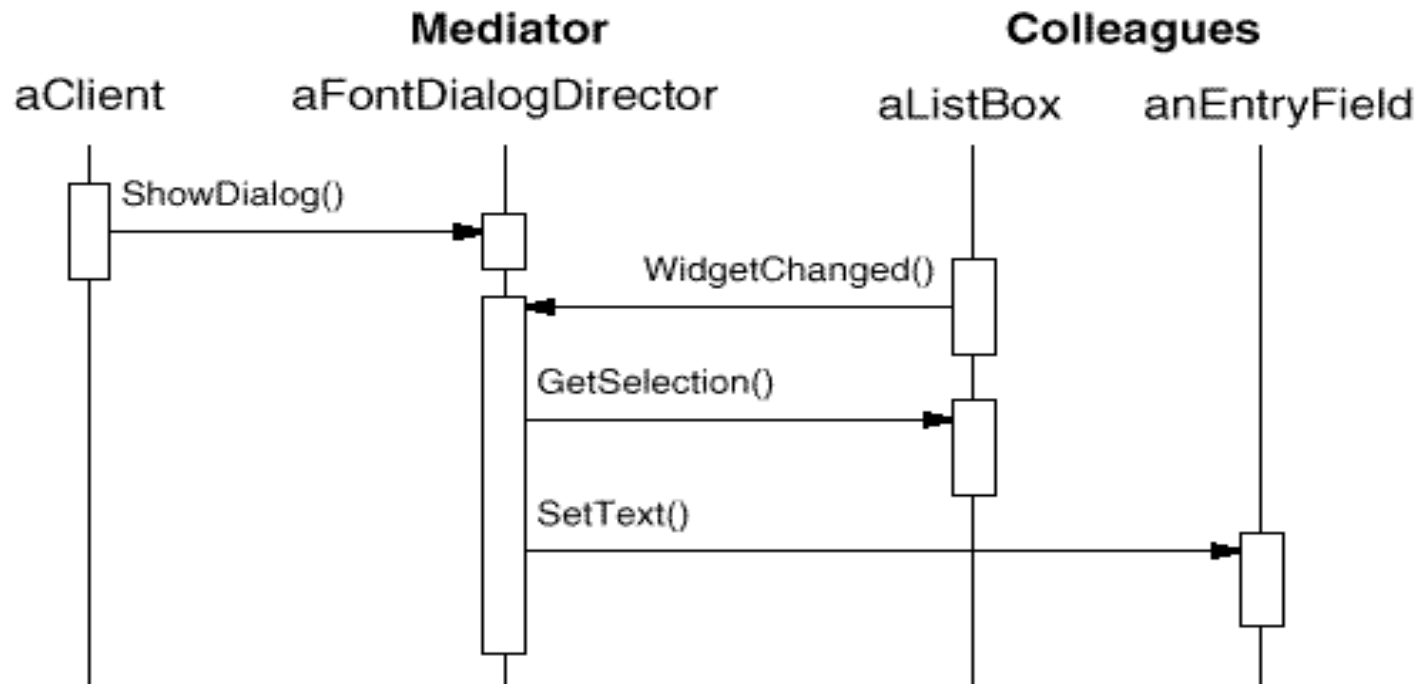 Mediator
Colleagues
aClient
aFontDialogDirector
aListBox
anEntryField
ShowDialog()
WidgetChanged()
GetSelection()
SetText()